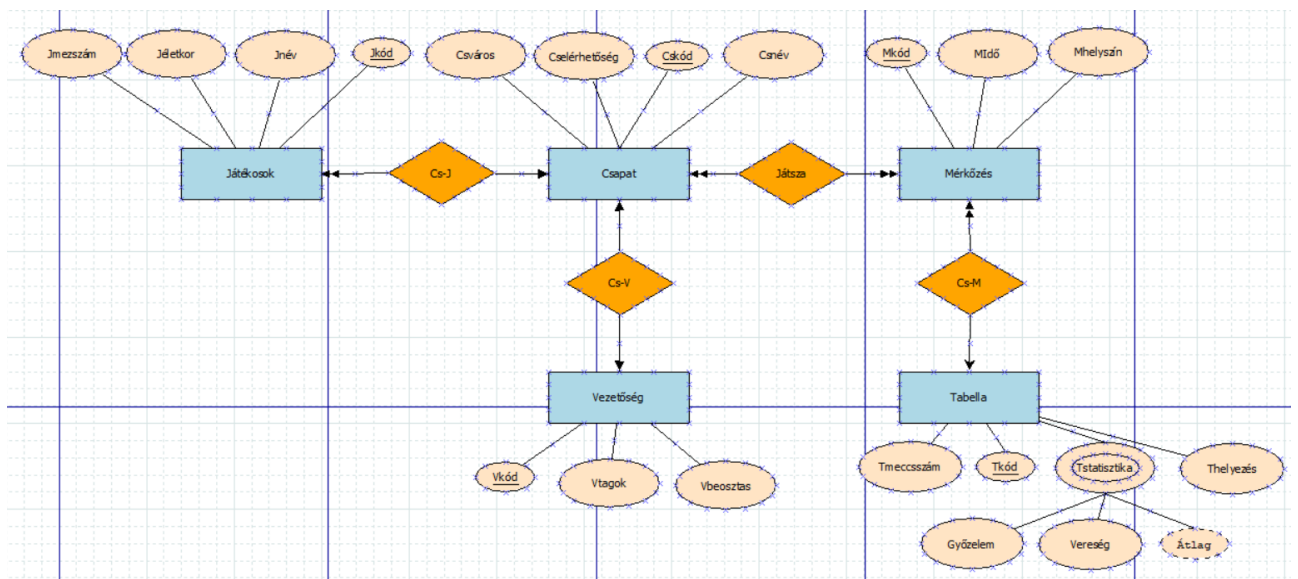 Jmezszám
Jéletkor
Jnév
Jkód
Csváros
Cselérhetőség
Cskód
Csnév
Mkód
MIdő
Mhelyszín
Játékosok
Cs-J
Csapat
Játsza
Mérkőzés
Cs-V
Cs-M
Vezetőség
Tabella
Vkód
Vtagok
Vbeosztas
Tmeccsszám
Tkód
Tstatisztika
Thelyezés
Győzelem
Vereség
Átlag